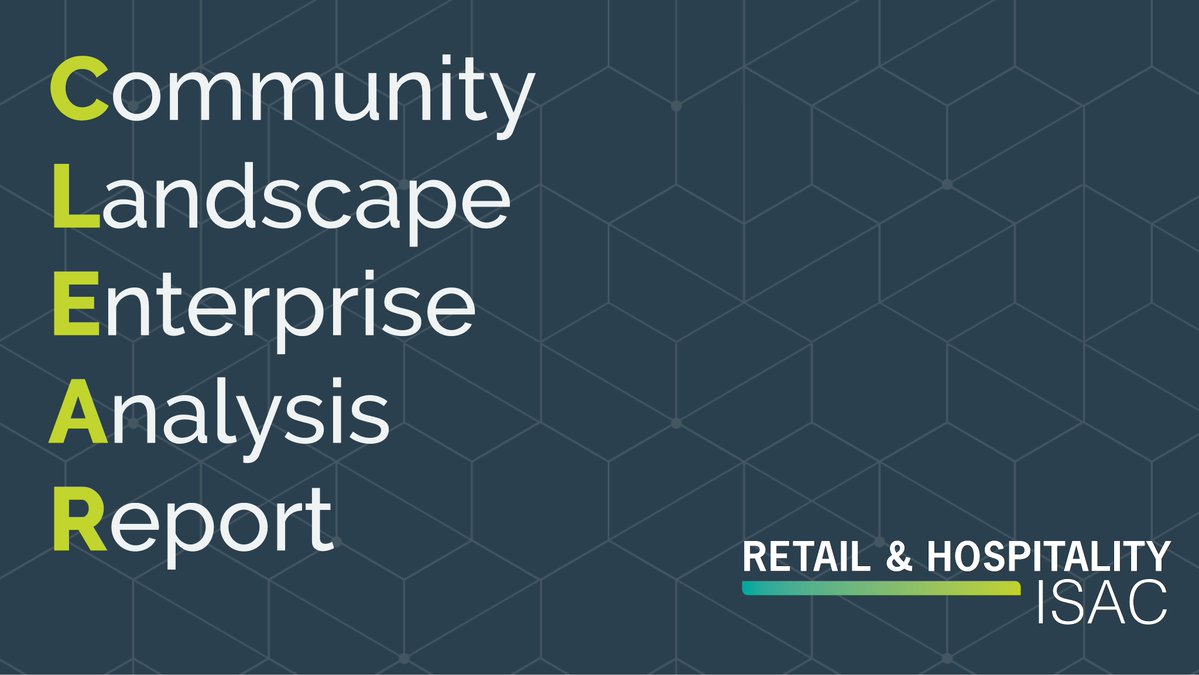 Community
Landscape
Enterprise
Analysis
Report
RETAIL & HOSPITALITY
ISAC